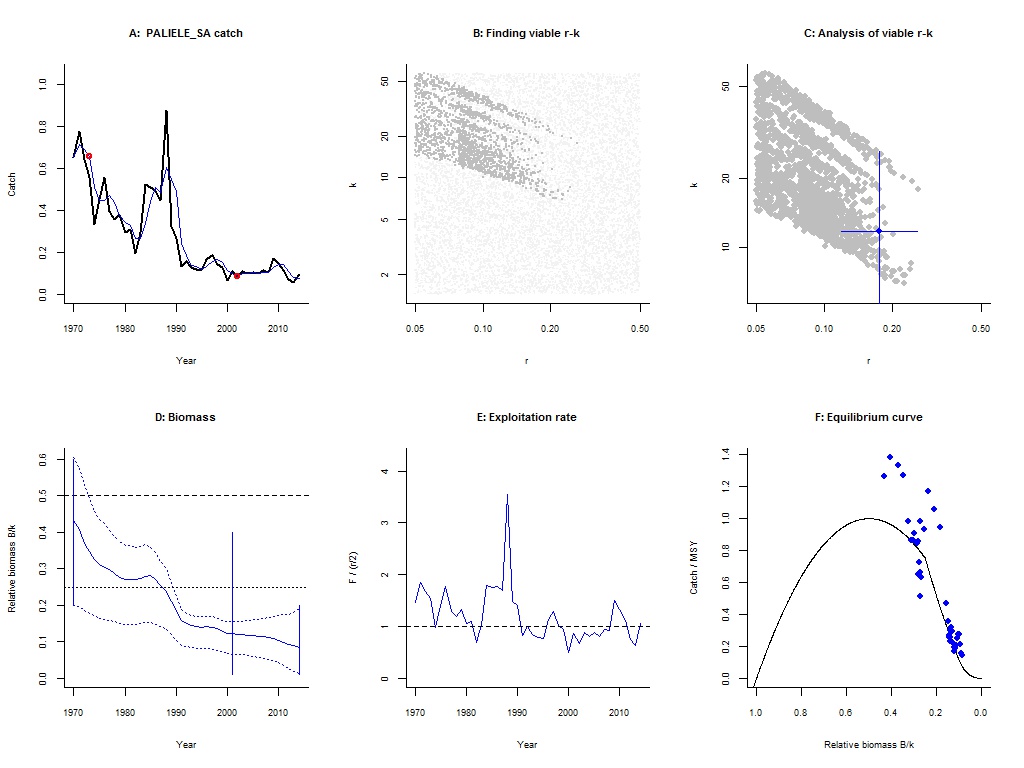 A: PALIELE_SA catch
B: Finding viable r-k
C: Analysis of viable r-k
Catch
0.0 0.2 0.4 0.6 0.8 1.0
1970 1980 1990 2000 2010
Year
k
2 5 10 20 50
0.05 0.10 0.20 0.50
r
k
10 20 50
0.05 0.10 0.20 0.50
r
D: Biomass
E: Exploitation rate
F: Equilibrium curve
Relative biomass B/k
0.0 0.1 0.2 0.3 0.4 0.5 0.6
1970 1980 1990 2000 2010
Year
F / (r/2)
0 1 2 3 4
1970 1980 1990 2000 2010
Year
Catch / MSY
0.0 0.2 0.4 0.6 0.8 1.0 1.2 1.4
1.0 0.8 0.6 0.4 0.2 0.0
Relative biomass B/k